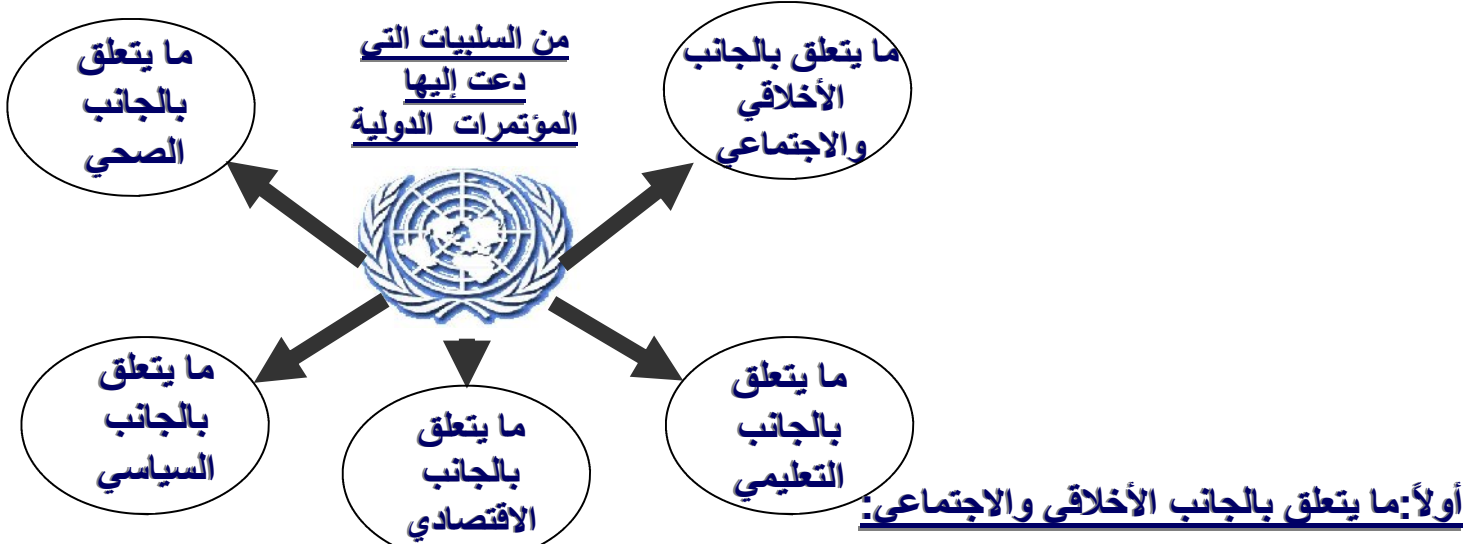 من السلبيات التي
دعت إليها
المؤتمرات الدولية
ما يتعلق بالجانب
الأخلاقي
والاجتماعي
ما يتعلق
بالجانب
الصحي
ما يتعلق
بالجانب
التعليمي
ما يتعلق
بالجانب
الاقتصادي
ما يتعلق
بالجانب
السياسي
أولاً:ما يتعلق بالجانب الأخلاقي والاجتماعي: